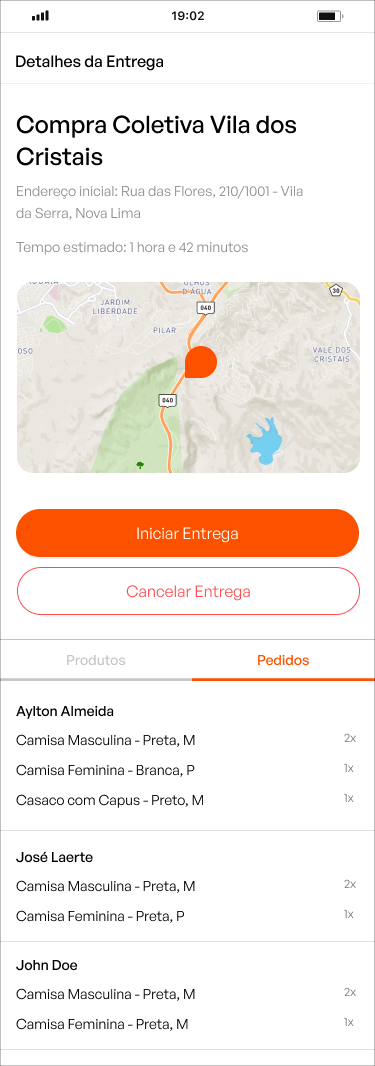 19:02
Detalhes da Entrega
Compra Coletiva Vila dos
Cristais
Endereço inicial: Rua das Flores, 210/1001 - Vila
da Serra, Nova Lima
Tempo estimado: 1 hora e 42 minutos
OLHOS
D'ÁGUA
30
040
JARDIM
LIBERDADE
PILAR
OSO
VALE DOS
CRISTAIS
040
Iniciar Entrega
Cancelar Entrega
Produtos
Pedidos
Aylton Almeida
Camisa Masculina - Preta, M 2x
Camisa Feminina - Branca, P 1x
Casaco com Capus - Preto, M 1x
José Laerte
Camisa Masculina - Preta, M 2x
Camisa Feminina - Preta, P 1x
John Doe
Camisa Masculina - Preta, M 2x
Camisa Feminina - Preta, M 1x